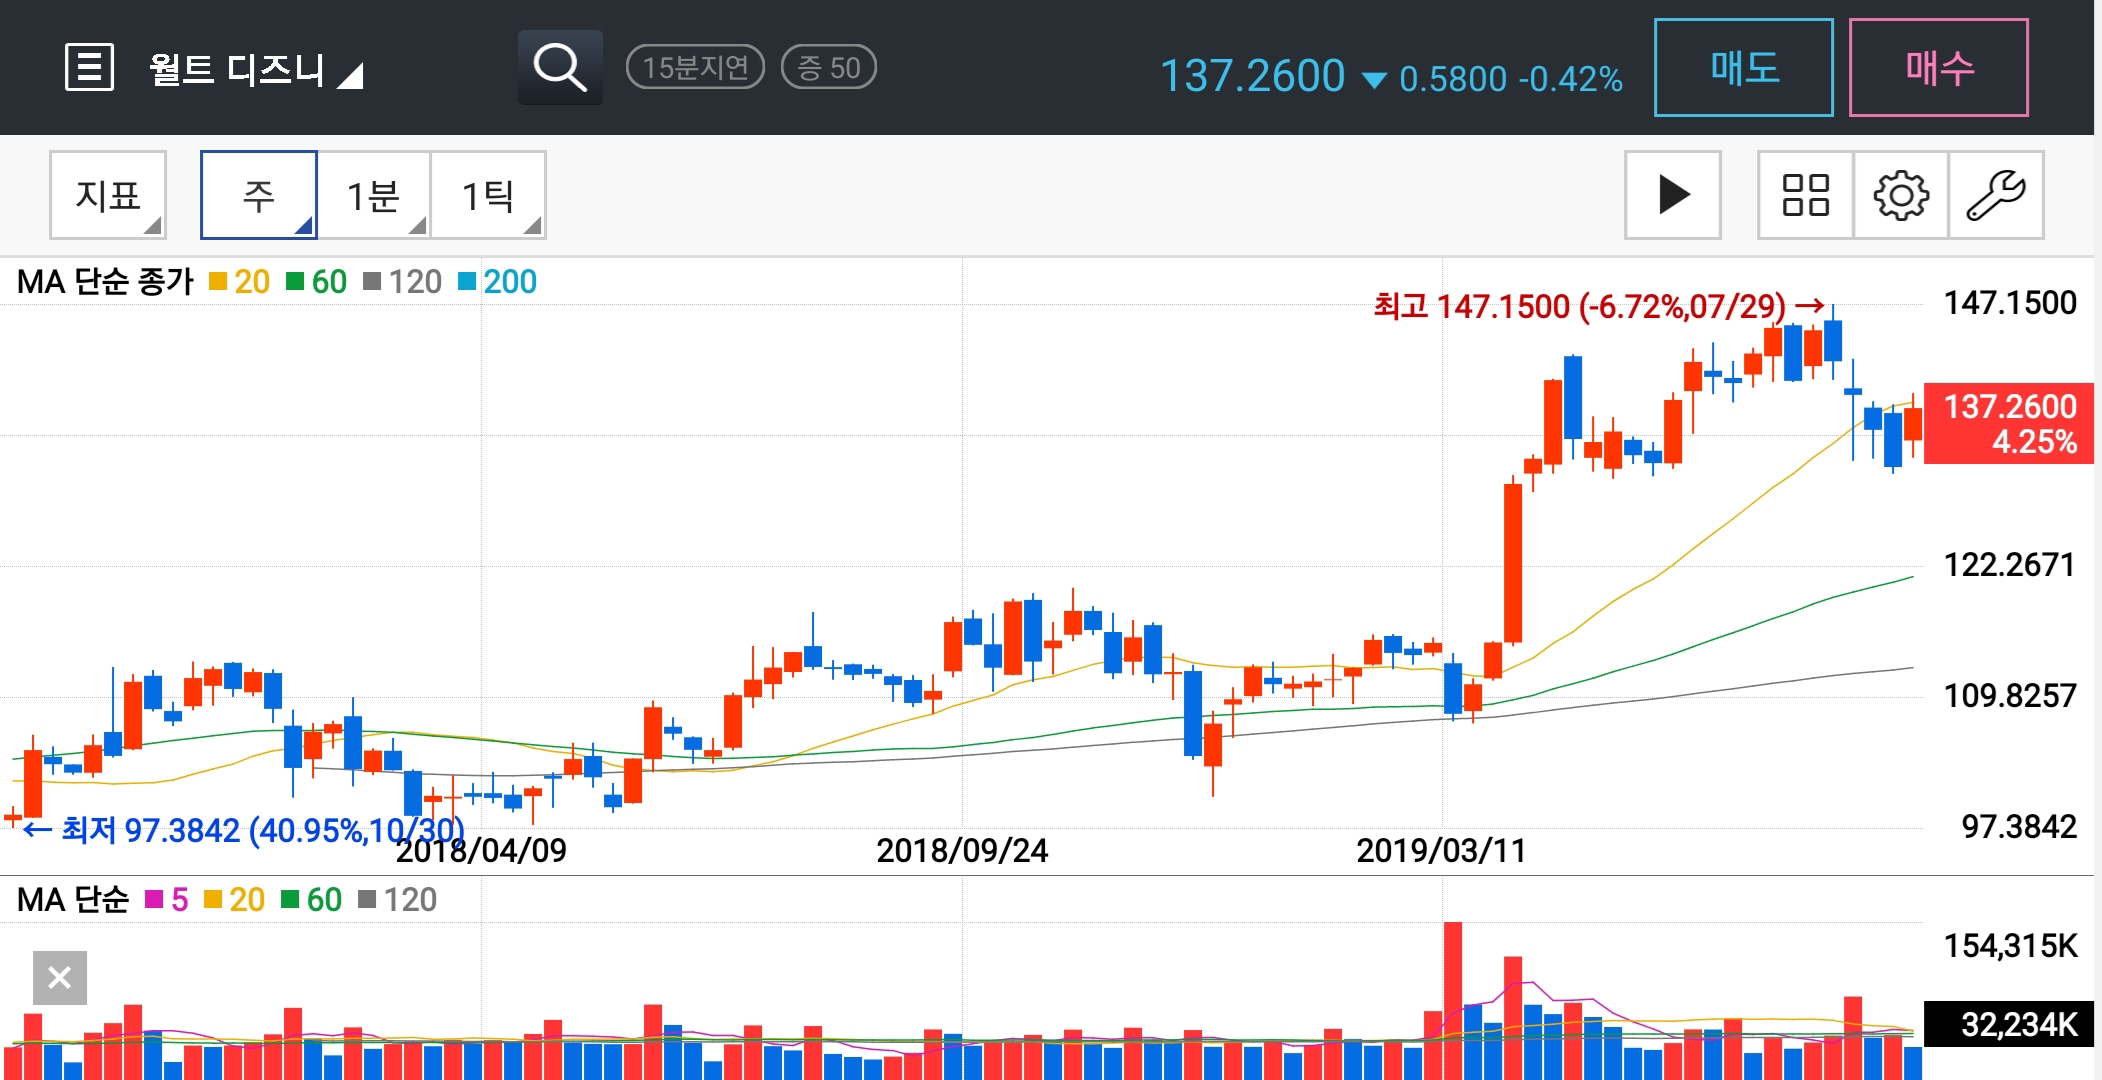 월트 디즈니 15분지연 증 50 137.2600 ▼ 0.5800 -0.42% 매도 매수
지표 주 1분 1틱
MA 단순 종가 20 60 120 200
최고 147.1500 (-6.72%,07/29) → 147.1500
137.2600
4.25%
122.2671
109.8257
← 최저 97.3842 (40.95%,10/30) 97.3842
2018/04/09 2018/09/24 2019/03/11
MA 단순 5 20 60 120
154,315K
32,234K